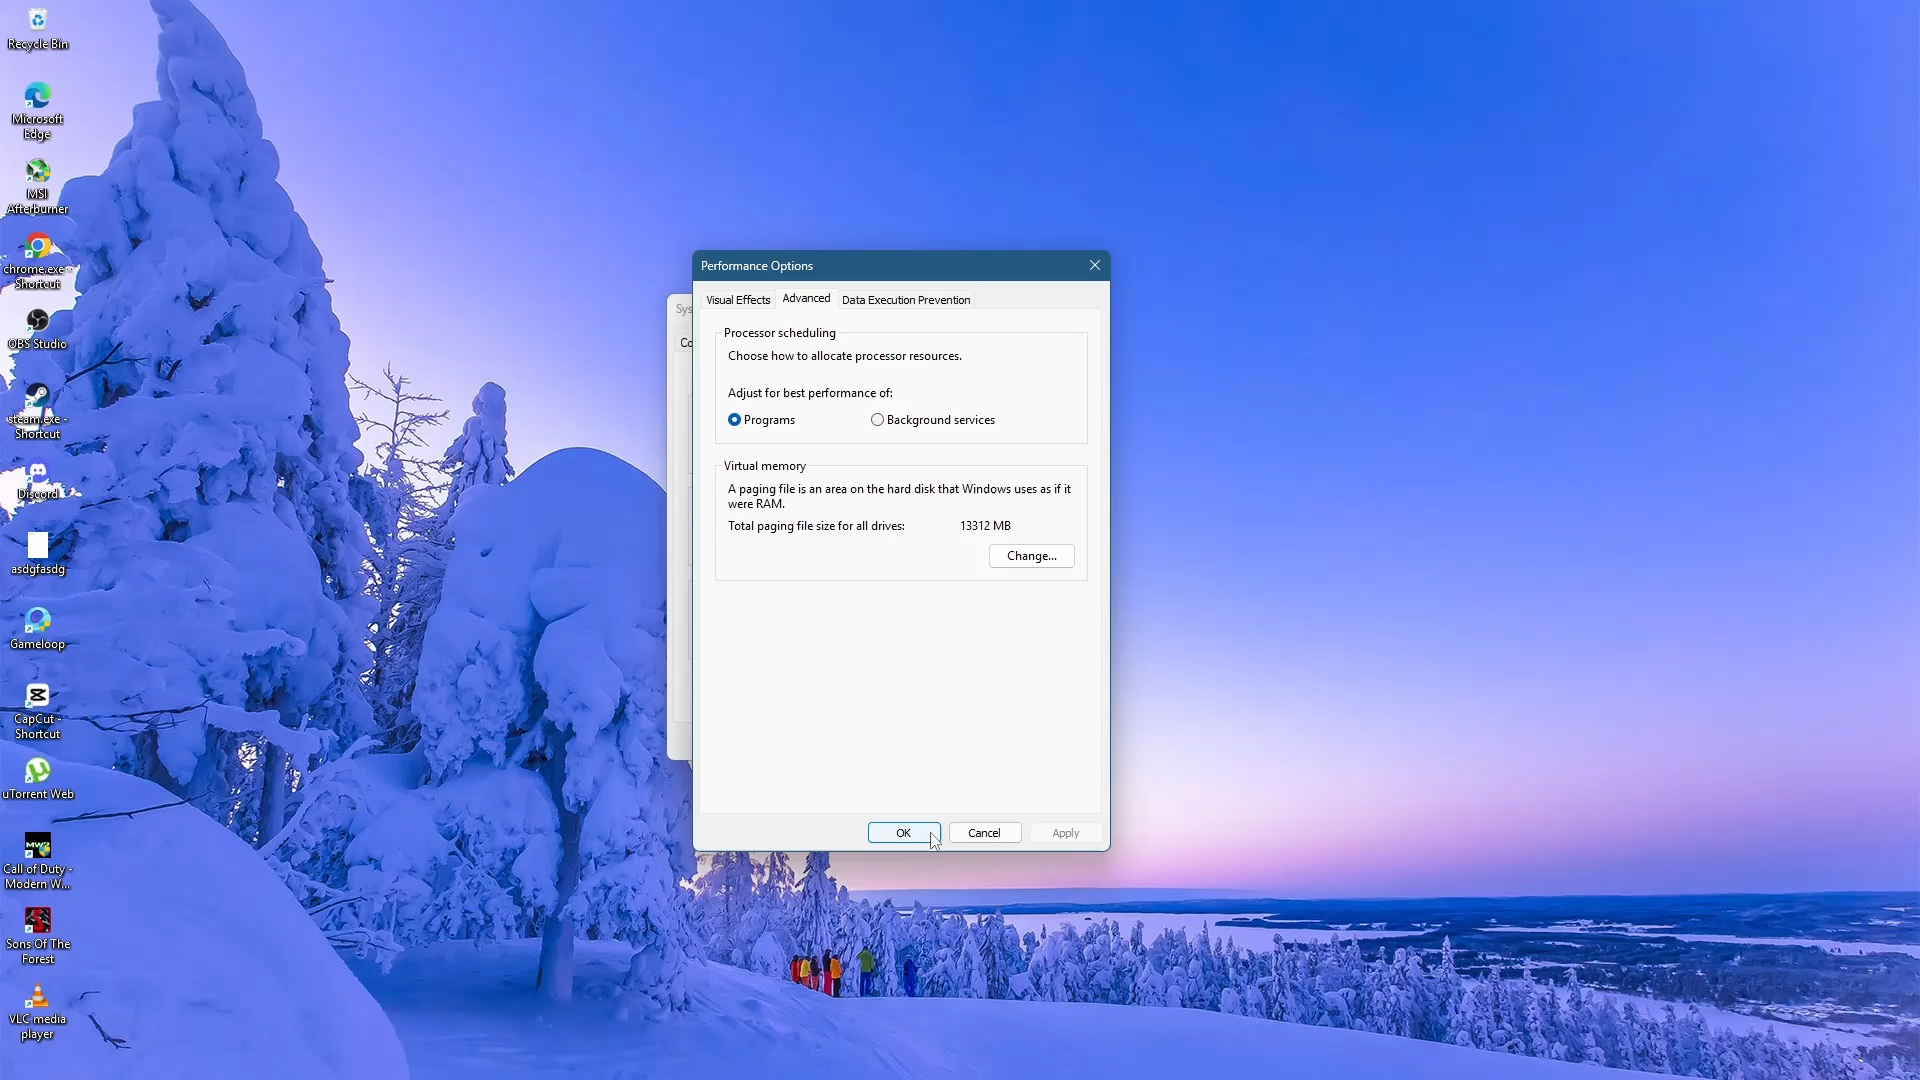 Recycle Bin
Microsoft
Edge
MSI
Afterburner
chrome.exe -
Shortcut
OBS Studio
steam.exe -
Shortcut
Discord
asdgfasdg
Gameloop
CapCut -
Shortcut
uTorrent Web
Call of Duty -
Modern W...
Sons Of The
Forest
VLC media
player
Sys
Co
Performance Options
Visual Effects
Advanced
Data Execution Prevention
Processor scheduling
Choose how to allocate processor resources.
Adjust for best performance of:
Programs
Background services
Virtual memory
A paging file is an area on the hard disk that Windows uses as if it
were RAM.
Total paging file size for all drives: 13312 MB
Change...
OK
Cancel
Apply